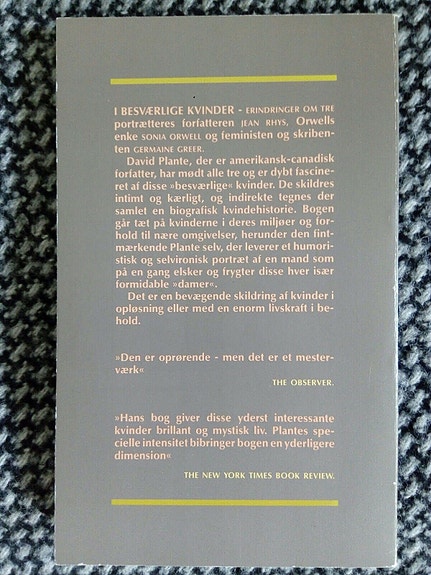 I BESVÆRLIGE KVINDER - ERINDRINGER OM TRE
portrætteres forfatteren JEAN RHYS, Orwells
enke SONIA ORWELL og feministen og skriben-
ten GERMAINE GREER.
David Plante, der er amerikansk-canadisk
forfatter, har mødt alle tre og er dybt fascine-
ret af disse »besværlige« kvinder. De skildres
intimt og kærligt, og indirekte tegnes der
samlet en biografisk kvindehistorie. Bogen
går tæt på kvinderne i deres miljøer og for-
hold til nære omgivelser, herunder den fint-
mærkende Plante selv, der leverer et humori-
stisk og selvironisk portræt af en mand som
på en gang elsker og frygter disse hver især
formidable »damer«.
Det er en bevægende skildring af kvinder i
opløsning eller med en enorm livskraft i be-
hold.
»Den er oprørende - men det er et mester-
værk«
THE OBSERVER.
»Hans bog giver disse yderst interessante
kvinder brillant og mystisk liv. Plantes spe-
cielle intensitet bibringer bogen en yderligere
dimension«
THE NEW YORK TIMES BOOK REVIEW.